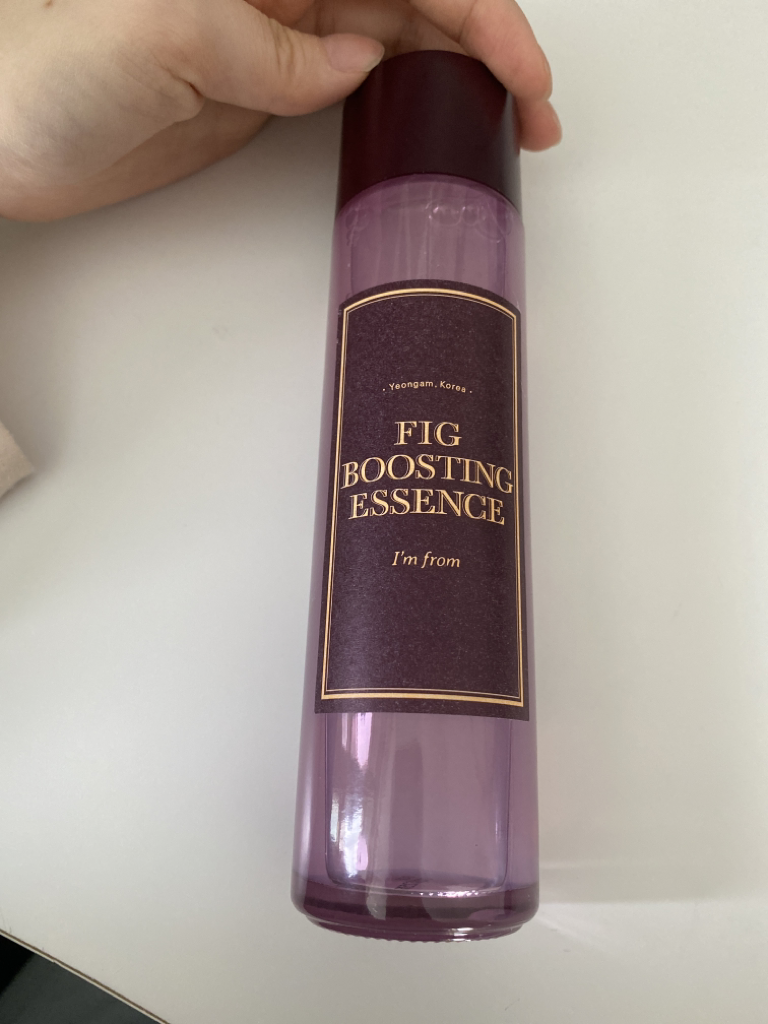 . Yeongam, Korea .
FIG
BOOSTING
ESSENCE
I'm from